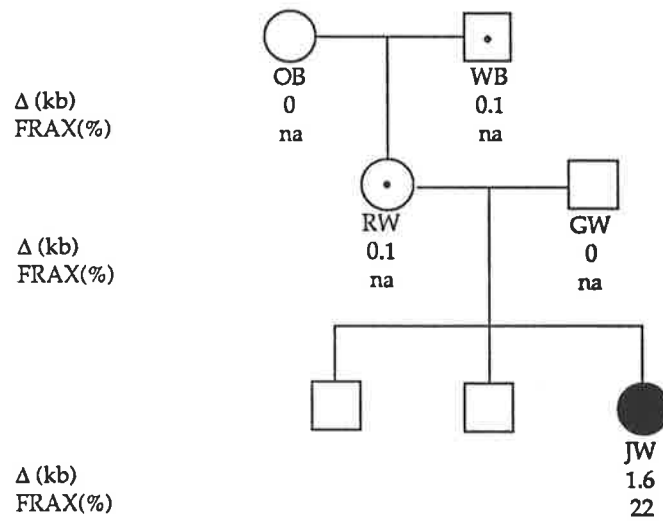 OB WB
Δ (kb) 0 0.1
FRAX(%) na na
RW GW
Δ (kb) 0.1 0
FRAX(%) na na
JW
Δ (kb) 1.6
FRAX(%) 22